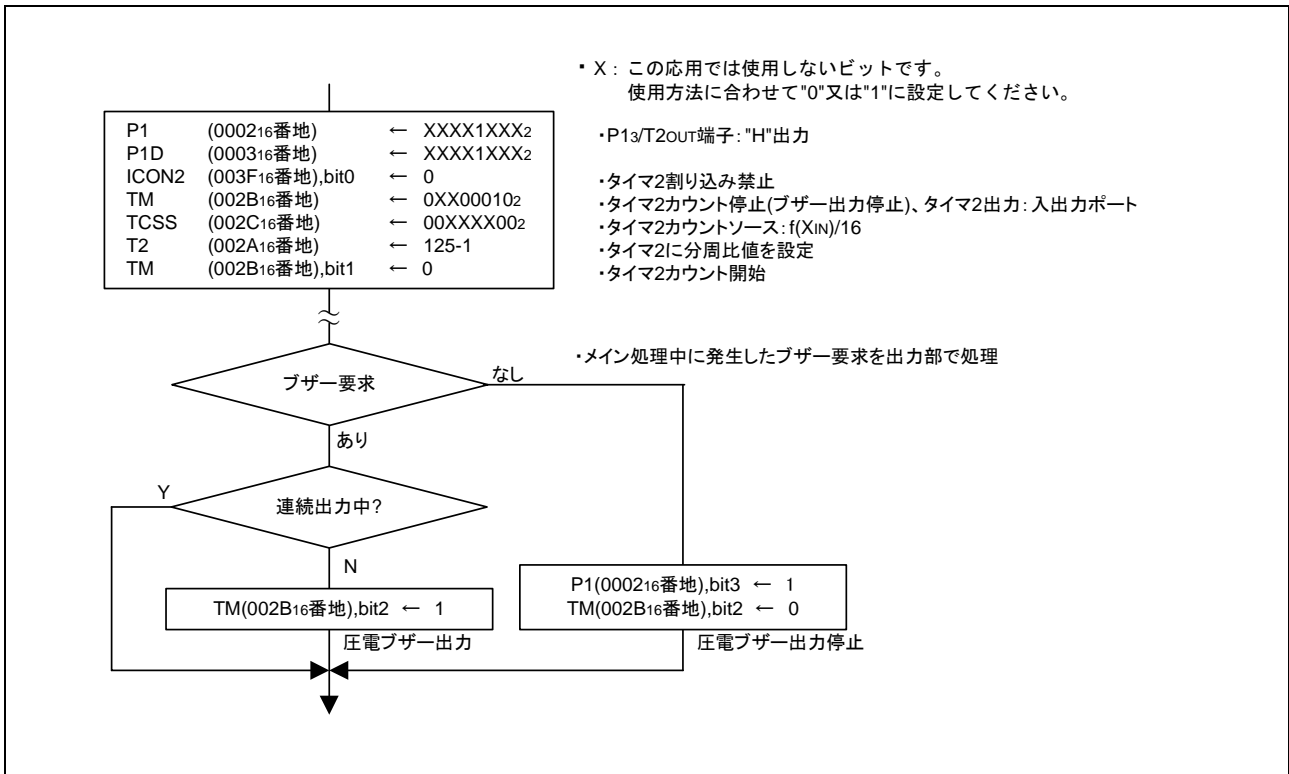 ・X： この応用では使用しないビットです。
使用方法に合わせて"0"又は"1"に設定してください。
P1 (000216番地) ← XXXX1XXX2
P1D (000316番地) ← XXXX1XXX2
ICON2 (003F16番地),bit0 ← 0
TM (002B16番地) ← 0XX000102
TCSS (002C16番地) ← 00XXXX002
T2 (002A16番地) ← 125-1
TM (002B16番地),bit1 ← 0
・P13/T2OUT端子："H"出力
・タイマ2割り込み禁止
・タイマ2カウント停止(ブザー出力停止)、タイマ2出力：入出力ポート
・タイマ2カウントソース：f(XIN)/16
・タイマ2に分周比値を設定
・タイマ2カウント開始
・メイン処理中に発生したブザー要求を出力部で処理
ブザー要求
なし
あり
Y
連続出力中?
N
TM(002B16番地),bit2 ← 1
圧電ブザー出力
P1(000216番地),bit3 ← 1
TM(002B16番地),bit2 ← 0
圧電ブザー出力停止